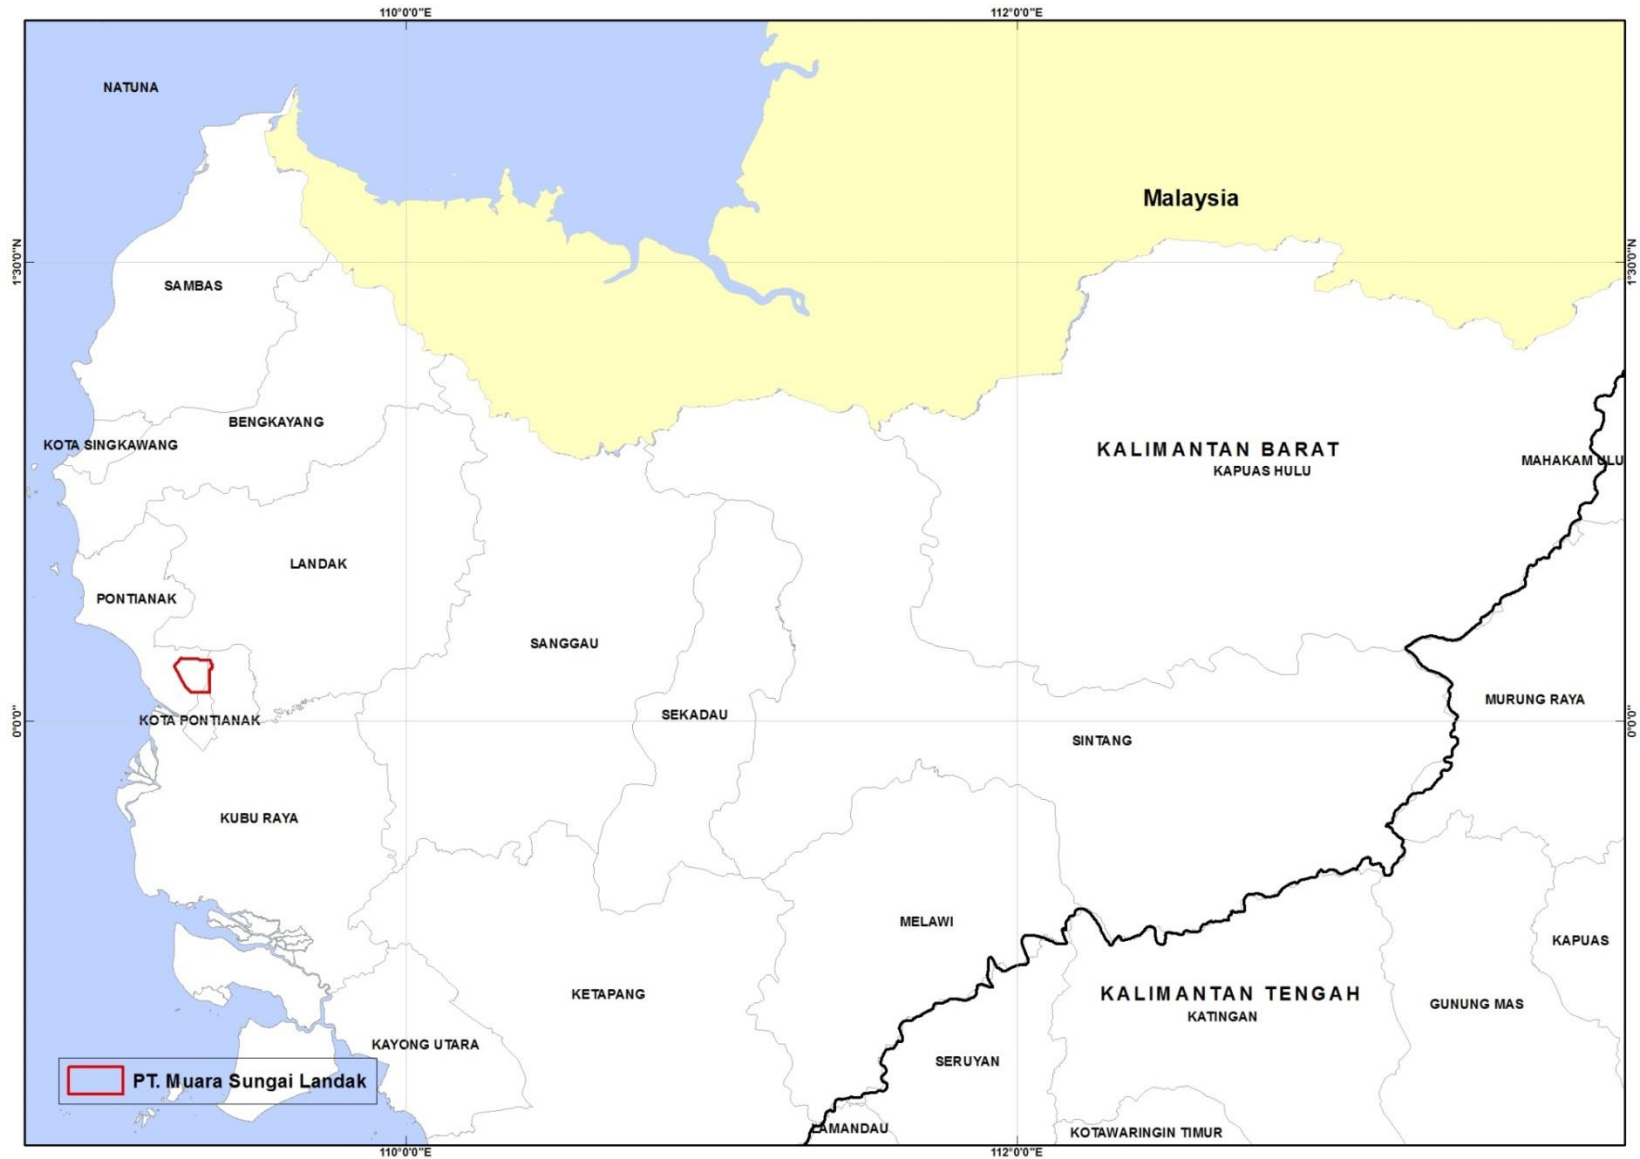 110°0'0"E
112°0'0"E
NATUNA
Malaysia
1°30'0"N
1°30'0"N
SAMBAS
BENGKAYANG
KOTA SINGKAWANG
KALIMANTAN BARAT
KAPUAS HULU
MAHAKAM ULU
LANDAK
PONTIANAK
SANGGAU
MURUNG RAYA
SEKADAU
KOTA PONTIANAK
0°0'0"
0°0'0"
SINTANG
KUBU RAYA
MELAWI
KAPUAS
KETAPANG
KALIMANTAN TENGAH
KATINGAN
GUNUNG MAS
KAYONG UTARA
SERUYAN
PT. Muara Sungai Landak
LAMANDAU
KOTAWARINGIN TIMUR
110°0'0"E
112°0'0"E